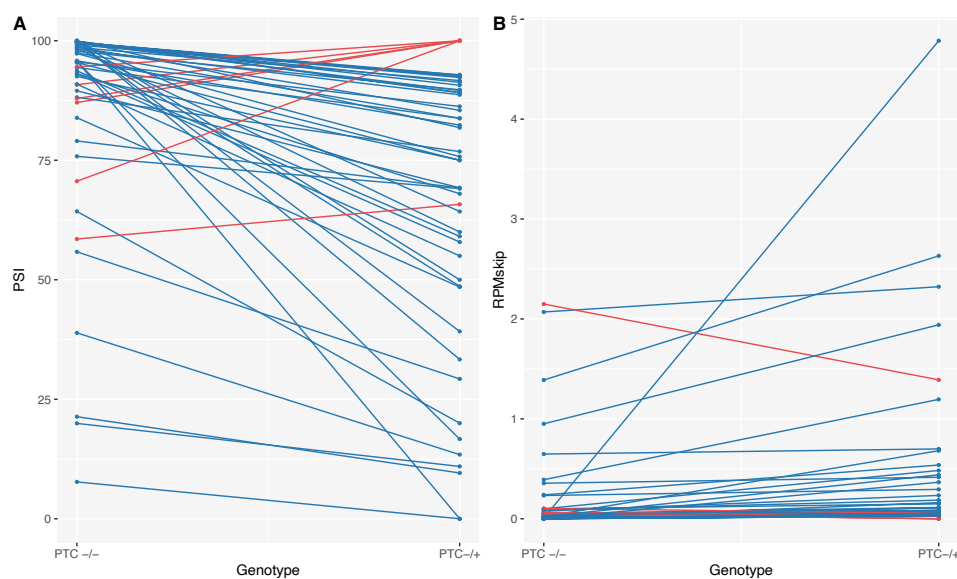 A
100
75
50
25
0
PSI
PTC −/−
PTC−/+
Genotype
B
5
4
3
2
1
0
RPMskip
PTC −/−
PTC−/+
Genotype